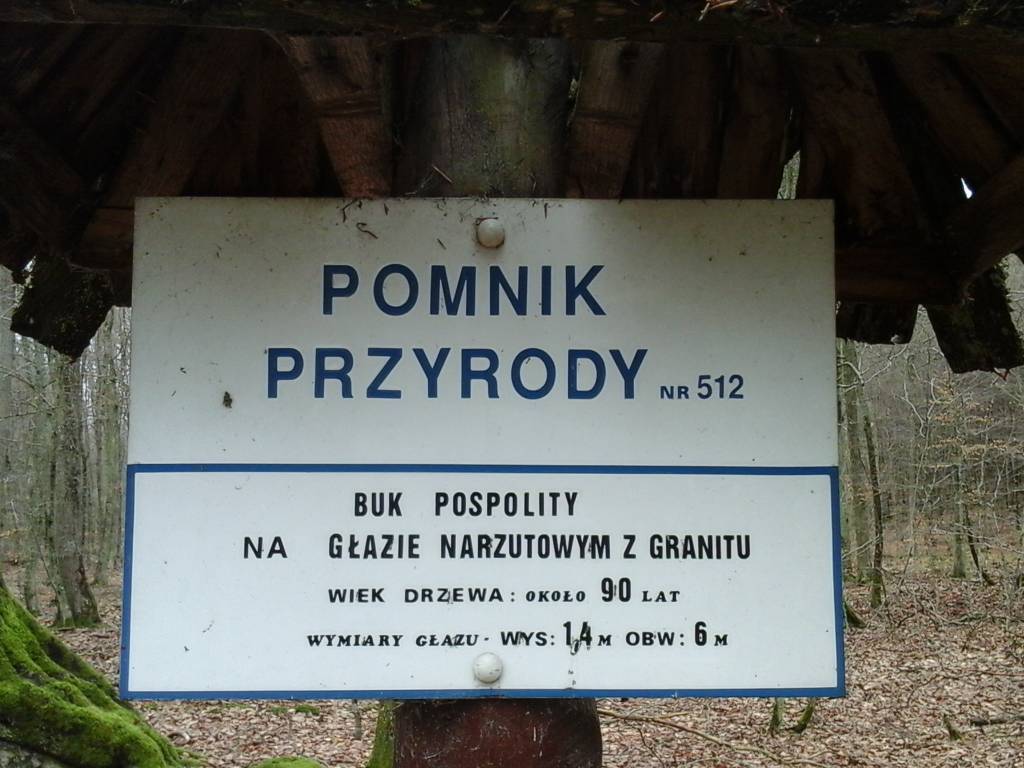 POMNIK
PRZYRODY NR 512
BUK POSPOLITY
NA GŁAZIE NARZUTOWYM Z GRANITU
WIEK DRZEWA: OKOŁO 90 LAT
WYMIARY GŁAZU - WYS: 1,4 M OBW: 6 M